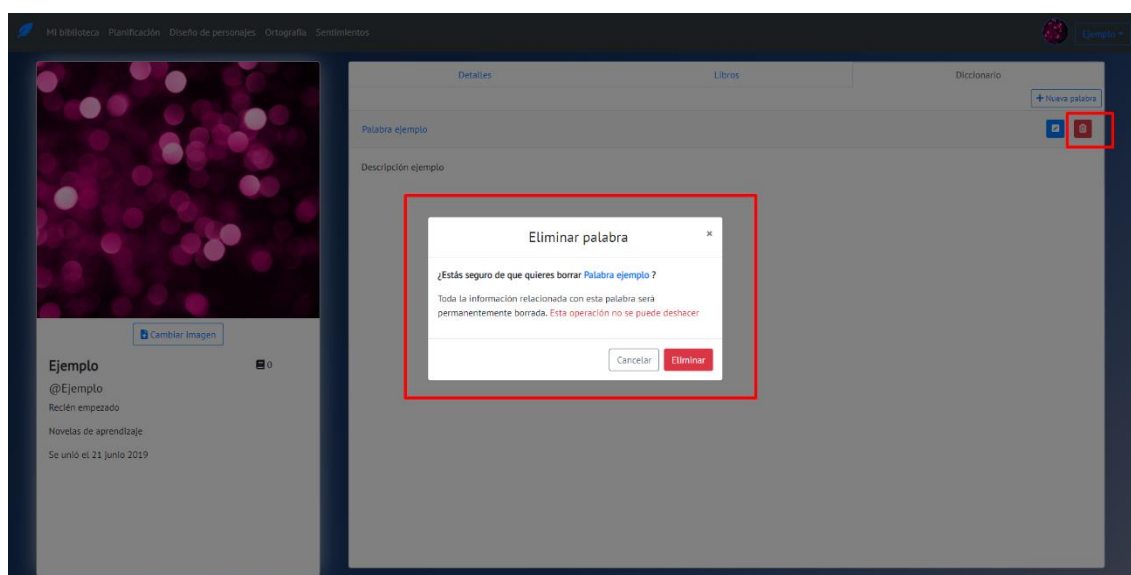 Mi biblioteca Planificación Diseño de personajes Ortografía Sentimientos
Ejemplo
Detalles Libros Diccionario
+ Nueva palabra
Palabra ejemplo
Descripción ejemplo
Eliminar palabra ×
¿Estás seguro de que quieres borrar Palabra ejemplo ?
Toda la información relacionada con esta palabra será
permanentemente borrada. Esta operación no se puede deshacer
Cancelar Eliminar
Cambiar imagen
Ejemplo 0
@Ejemplo
Recién empezado
Novelas de aprendizaje
Se unió el 21 junio 2019